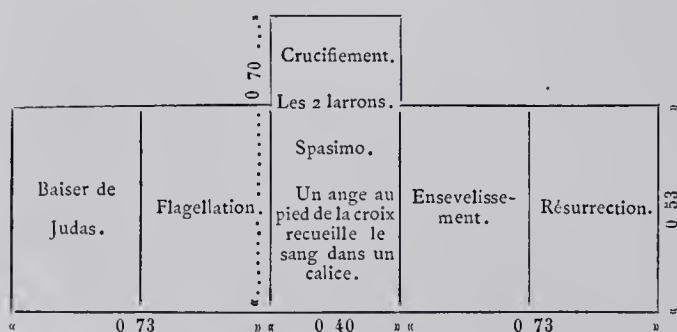 Crucifiement.
Les 2 larrons.
Spasimo.
Un ange au
pied de la croix
recueille le
sang dans un
calice.
Baiser de
Judas.
Flagellation.
Ensevelisse-
ment.
Résurrection.
0 70
0 53
« 0 73 »
« 0 40 »
« 0 73 »